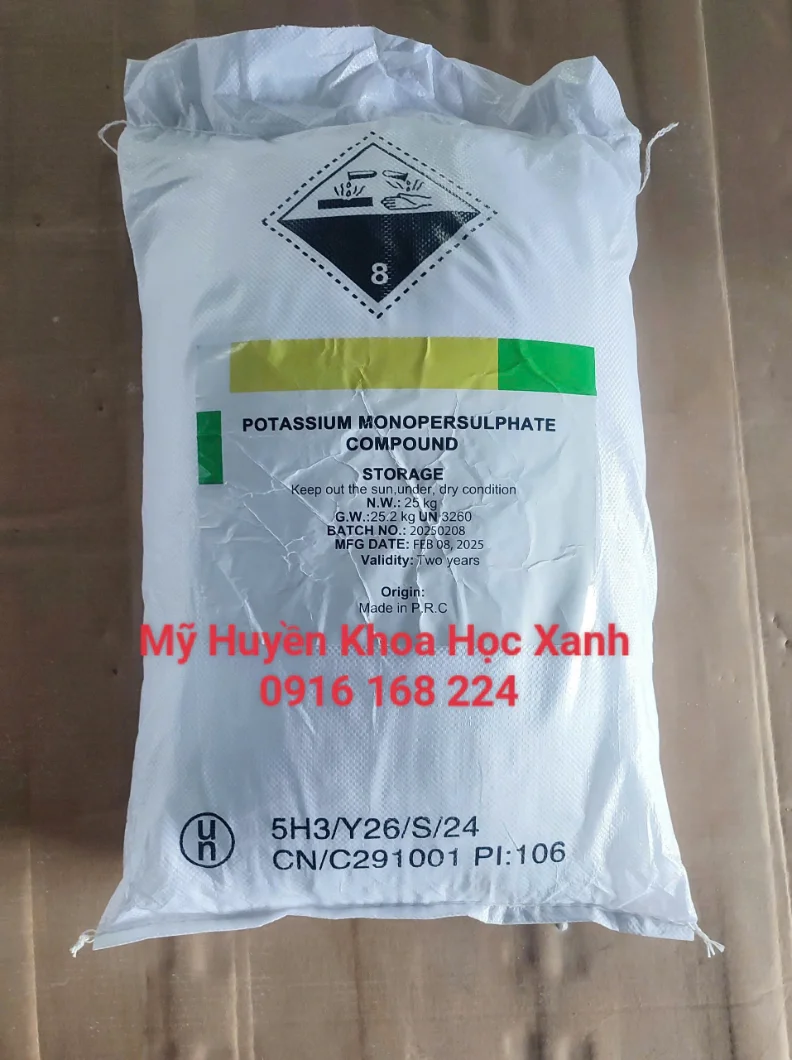 8
POTASSIUM MONOPERSULPHATE
COMPOUND
STORAGE
Keep out the sun,under, dry condition
N.W.: 25 kg
G.W.:25.2 kg UN 3260
BATCH NO.: 20250208
MFG DATE: FEB 08, 2025
Validity: Two years
Origin:
Made in P.R.C
Mỹ Huyền Khoa Học Xanh
0916 168 224
un
5H3/Y26/S/24
CN/C291001 PI:106